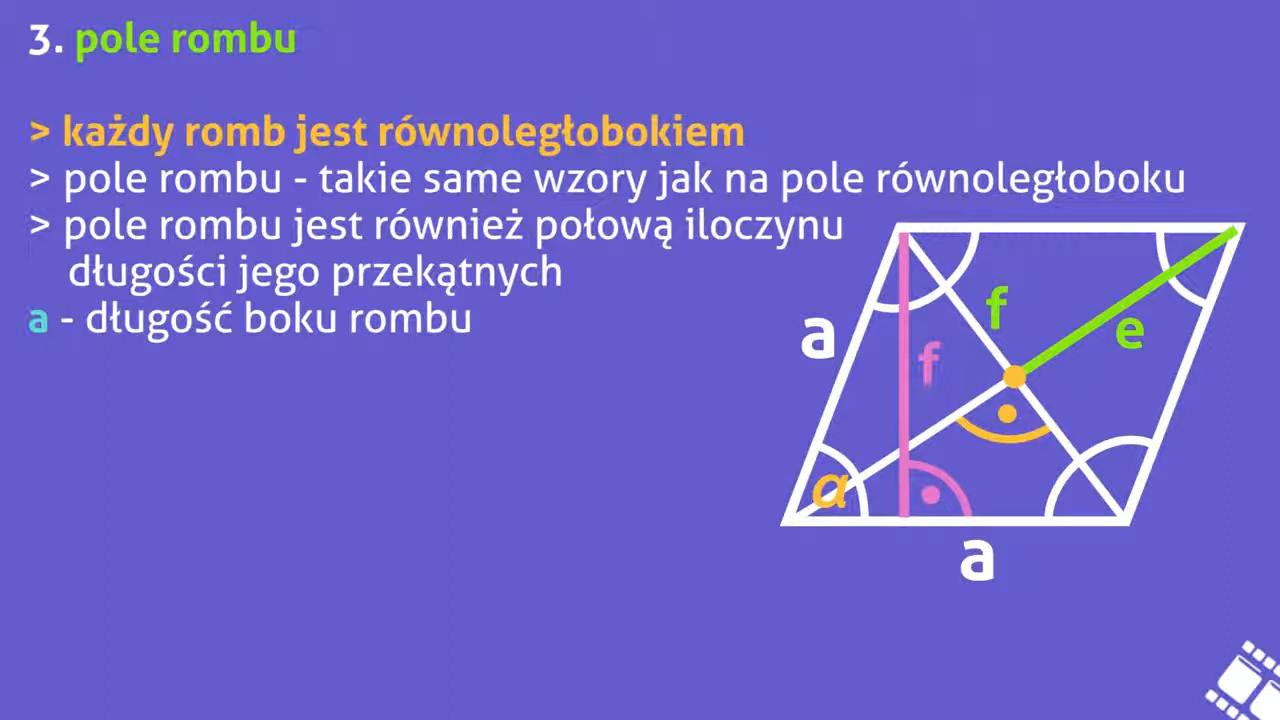 3. pole rombu
> każdy romb jest równoległobokiem
> pole rombu - takie same wzory jak na pole równoległoboku
> pole rombu jest również połową iloczynu
długości jego przekątnych
a - długość boku rombu
a
f
f
e
α
a